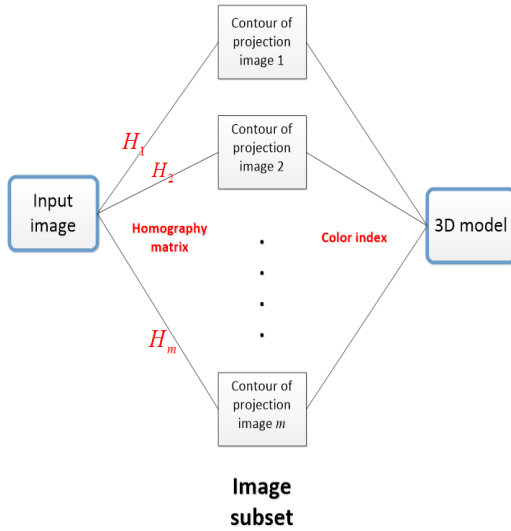 Contour of
projection
image 1
H₁
Contour of
projection
image 2
H₂
Input
image
Homography
matrix
Color index
3D model
Hₘ
Contour of
projection
image m
Image
subset